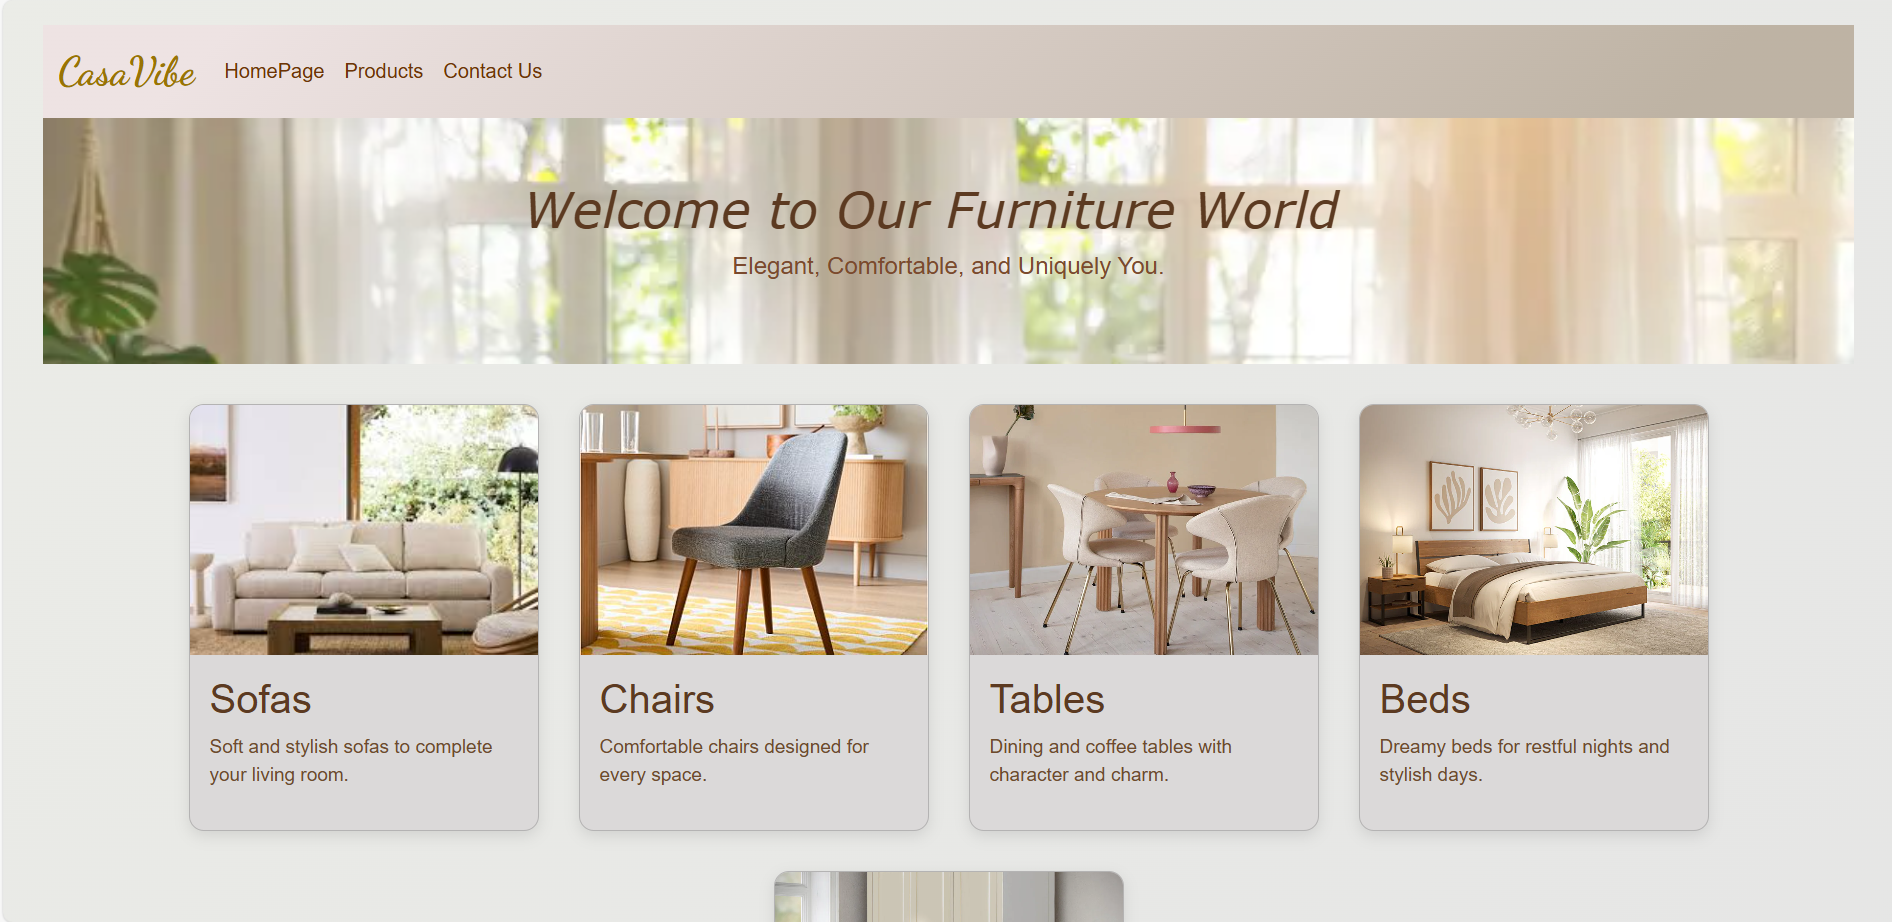 CasaVibe HomePage Products Contact Us
Welcome to Our Furniture World
Elegant, Comfortable, and Uniquely You.
Sofas
Soft and stylish sofas to complete
your living room.
Chairs
Comfortable chairs designed for
every space.
Tables
Dining and coffee tables with
character and charm.
Beds
Dreamy beds for restful nights and
stylish days.